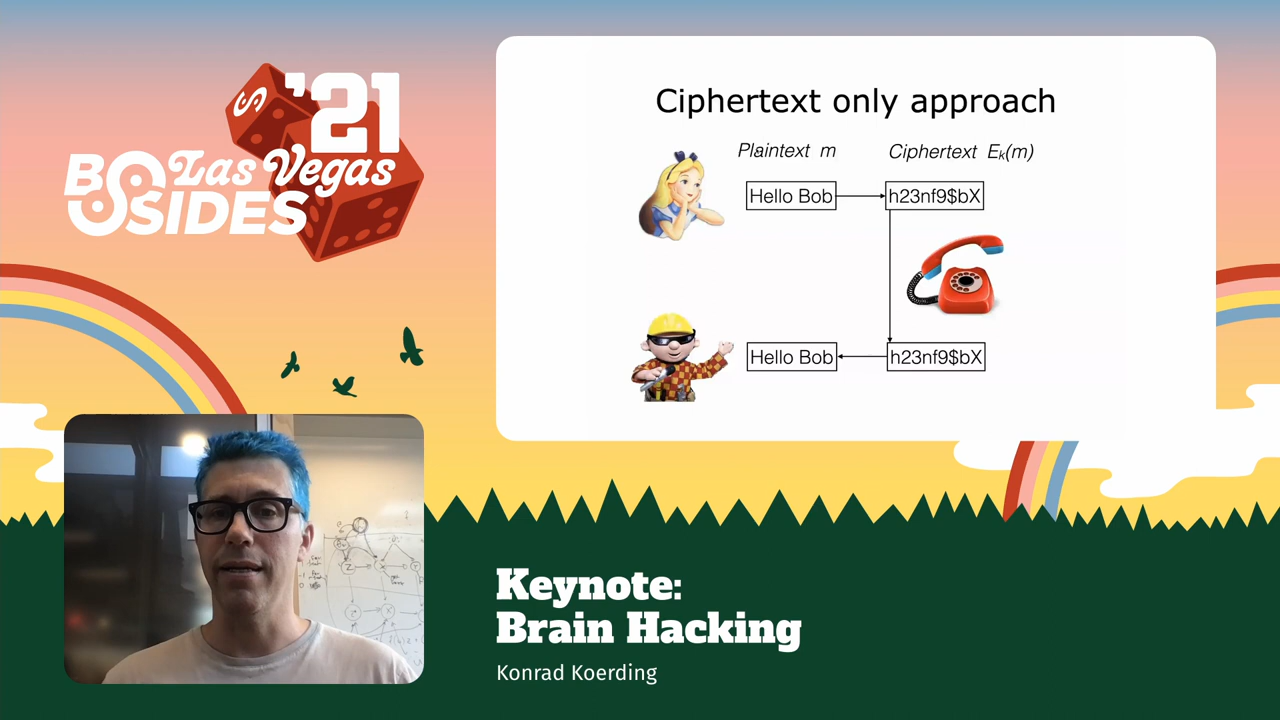 '21
BSIDES
Las Vegas
Ciphertext only approach
Plaintext m
Ciphertext Eₖ(m)
Hello Bob
h23nf9$bX
Hello Bob
h23nf9$bX
Keynote:
Brain Hacking
Konrad Koerding